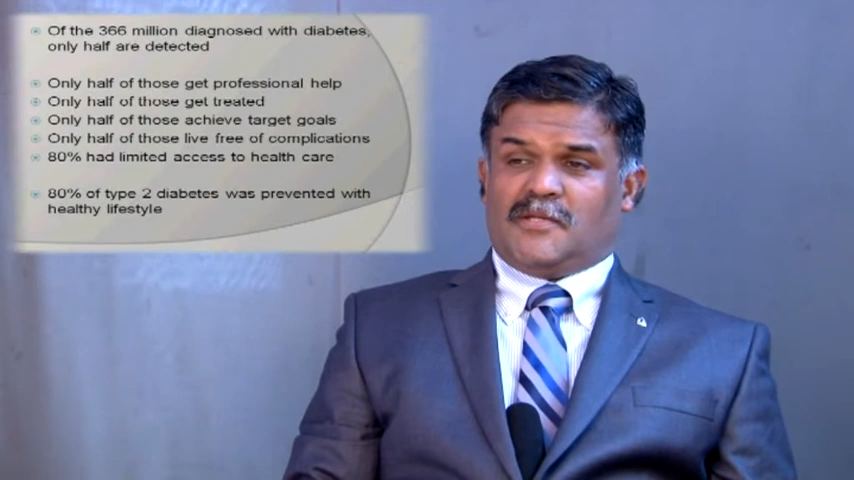 Of the 366 million diagnosed with diabetes,
only half are detected
Only half of those get professional help
Only half of those get treated
Only half of those achieve target goals
Only half of those live free of complications
80% had limited access to health care
80% of type 2 diabetes was prevented with
healthy lifestyle